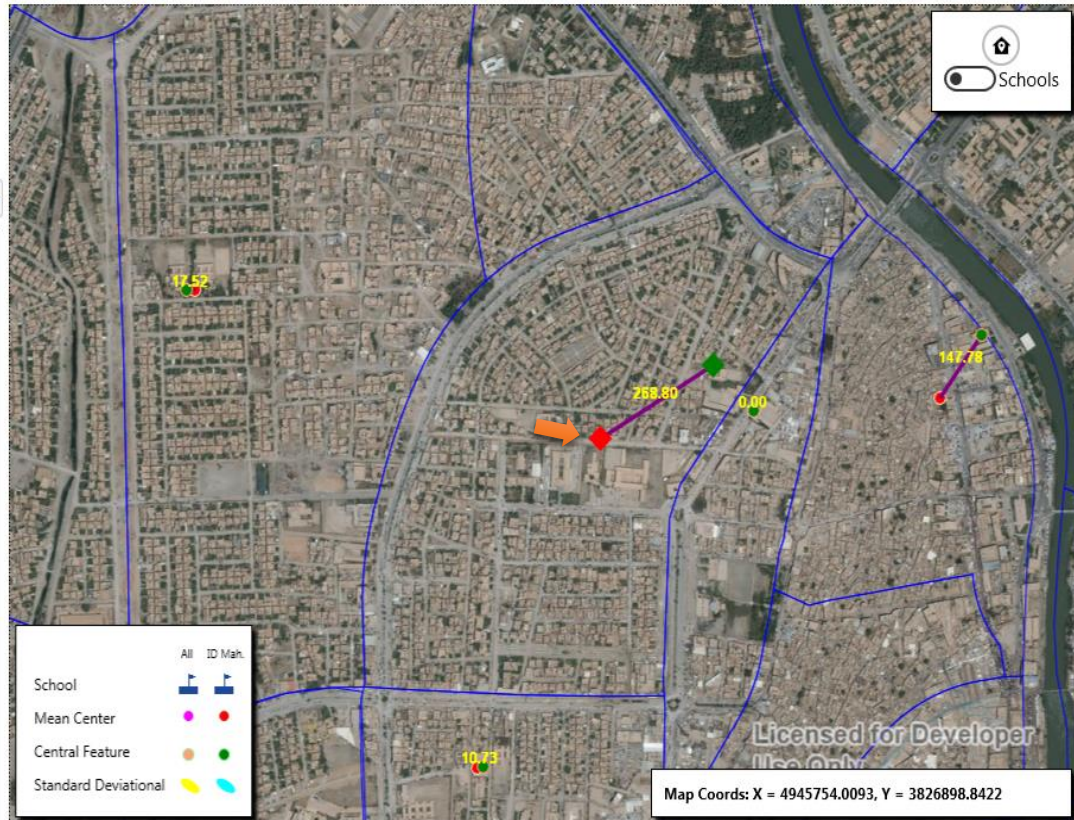 Schools
17.52
147.78
268.80
0.00
10.73
All ID Mah.
School
Mean Center
Central Feature
Standard Deviational
Licensed for Developer
Use Only
Map Coords: X = 4945754.0093, Y = 3826898.8422